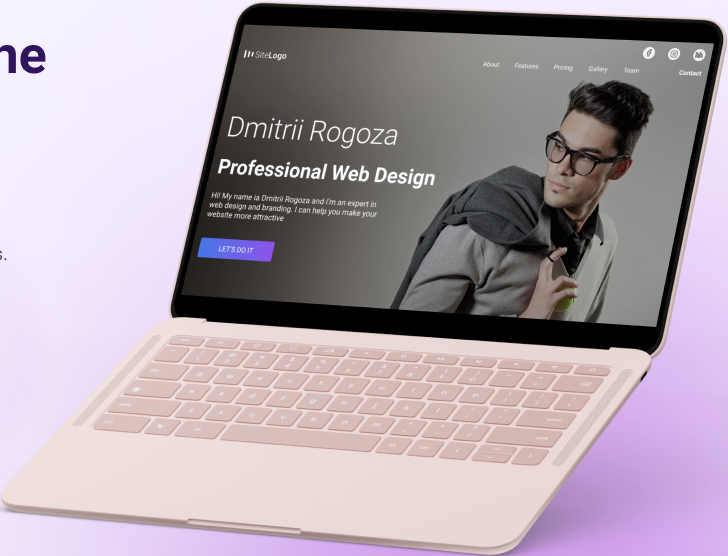 ne
s.
SiteLogo
About Features Pricing Gallery Team Contact
Dmitrii Rogoza
Professional Web Design
Hi! My name ia Dmitrii Rogoza and i'm an expert in
web design and branding. I can help you make your
website more attractive
LET'S DO IT